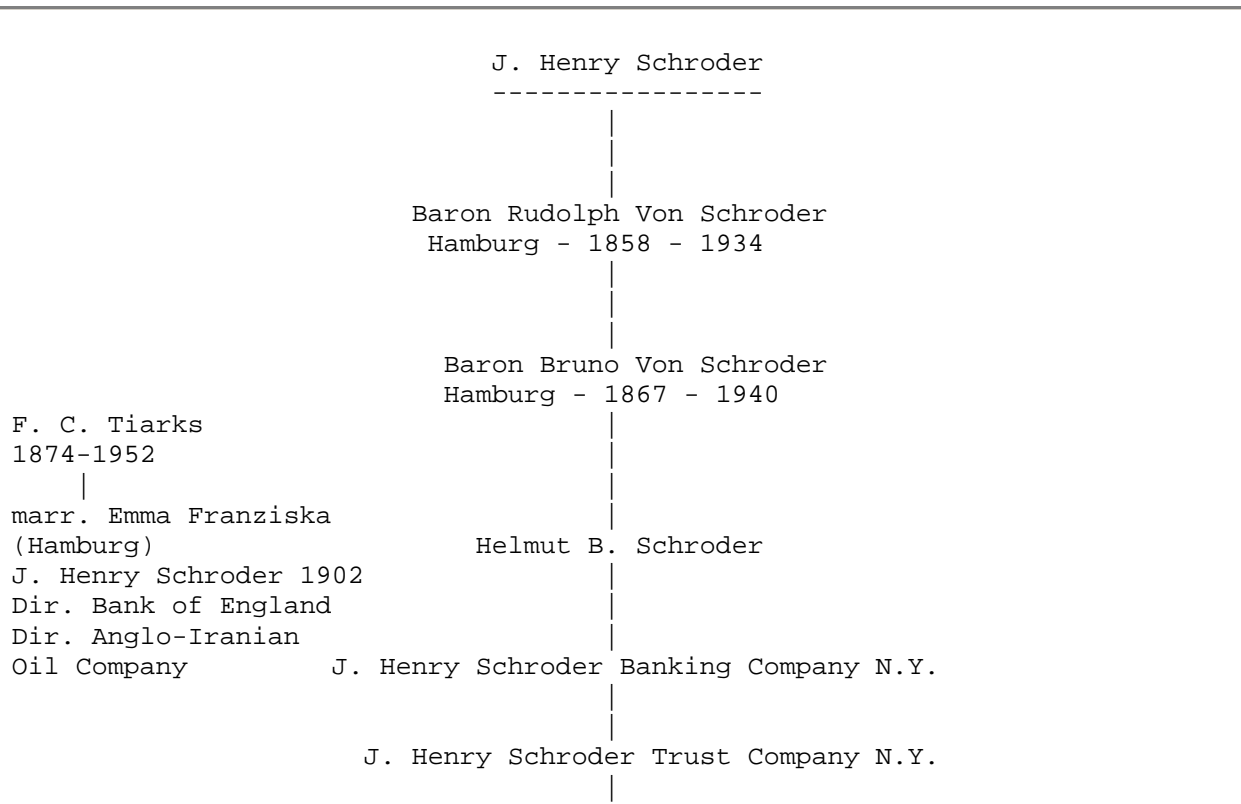 J. Henry Schroder
-----------------
|
|
|
Baron Rudolph Von Schroder
Hamburg - 1858 - 1934
|
|
|
Baron Bruno Von Schroder
Hamburg - 1867 - 1940
F. C. Tiarks |
1874-1952 |
| |
marr. Emma Franziska |
(Hamburg) Helmut B. Schroder
J. Henry Schroder 1902 |
Dir. Bank of England |
Dir. Anglo-Iranian |
Oil Company J. Henry Schroder Banking Company N.Y.
|
|
J. Henry Schroder Trust Company N.Y.
|